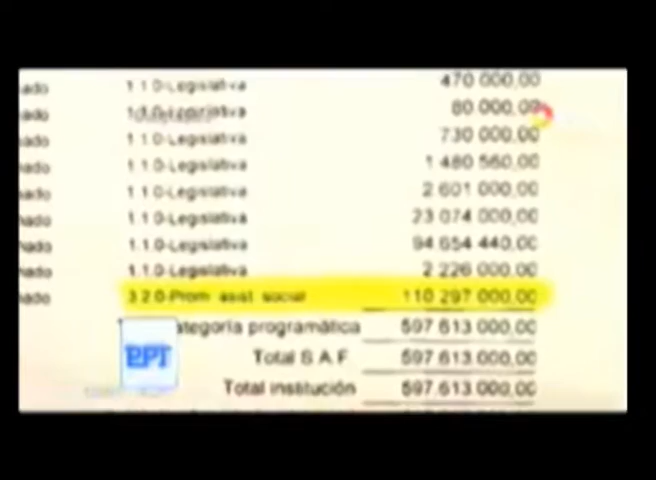 ado 1 1 0-Legislativa 470 000,00
ado 80 000,00
ado 1 1 0-Legislativa 730 000,00
ado 1 1 0-Legislativa 1 480 560,00
ado 1 1 0-Legislativa 2 601 000,00
nado 1 1 0-Legislativa 23 074 000,00
nado 1 1 0-Legislativa 94 654 440,00
nado 1 1 0-Legislativa 2 226 000,00
nado 3 2 0-Prom asist social 110 297 000,00
ategoría programática 597 613 000,00
PPT Total S A F 597 613 000,00
Total institución 597 613 000,00